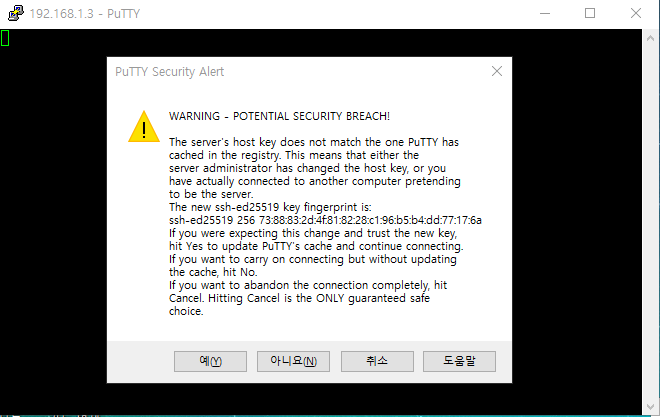 192.168.1.3 - PuTTY
PuTTY Security Alert
WARNING - POTENTIAL SECURITY BREACH!
The server's host key does not match the one PuTTY has
cached in the registry. This means that either the
server administrator has changed the host key, or you
have actually connected to another computer pretending
to be the server.
The new ssh-ed25519 key fingerprint is:
ssh-ed25519 256 73:88:83:2d:4f:81:82:28:c1:96:b5:b4:dd:77:17:6a
If you were expecting this change and trust the new key,
hit Yes to update PuTTY's cache and continue connecting.
If you want to carry on connecting but without updating
the cache, hit No.
If you want to abandon the connection completely, hit
Cancel. Hitting Cancel is the ONLY guaranteed safe
choice.
예(Y) 아니요(N) 취소 도움말